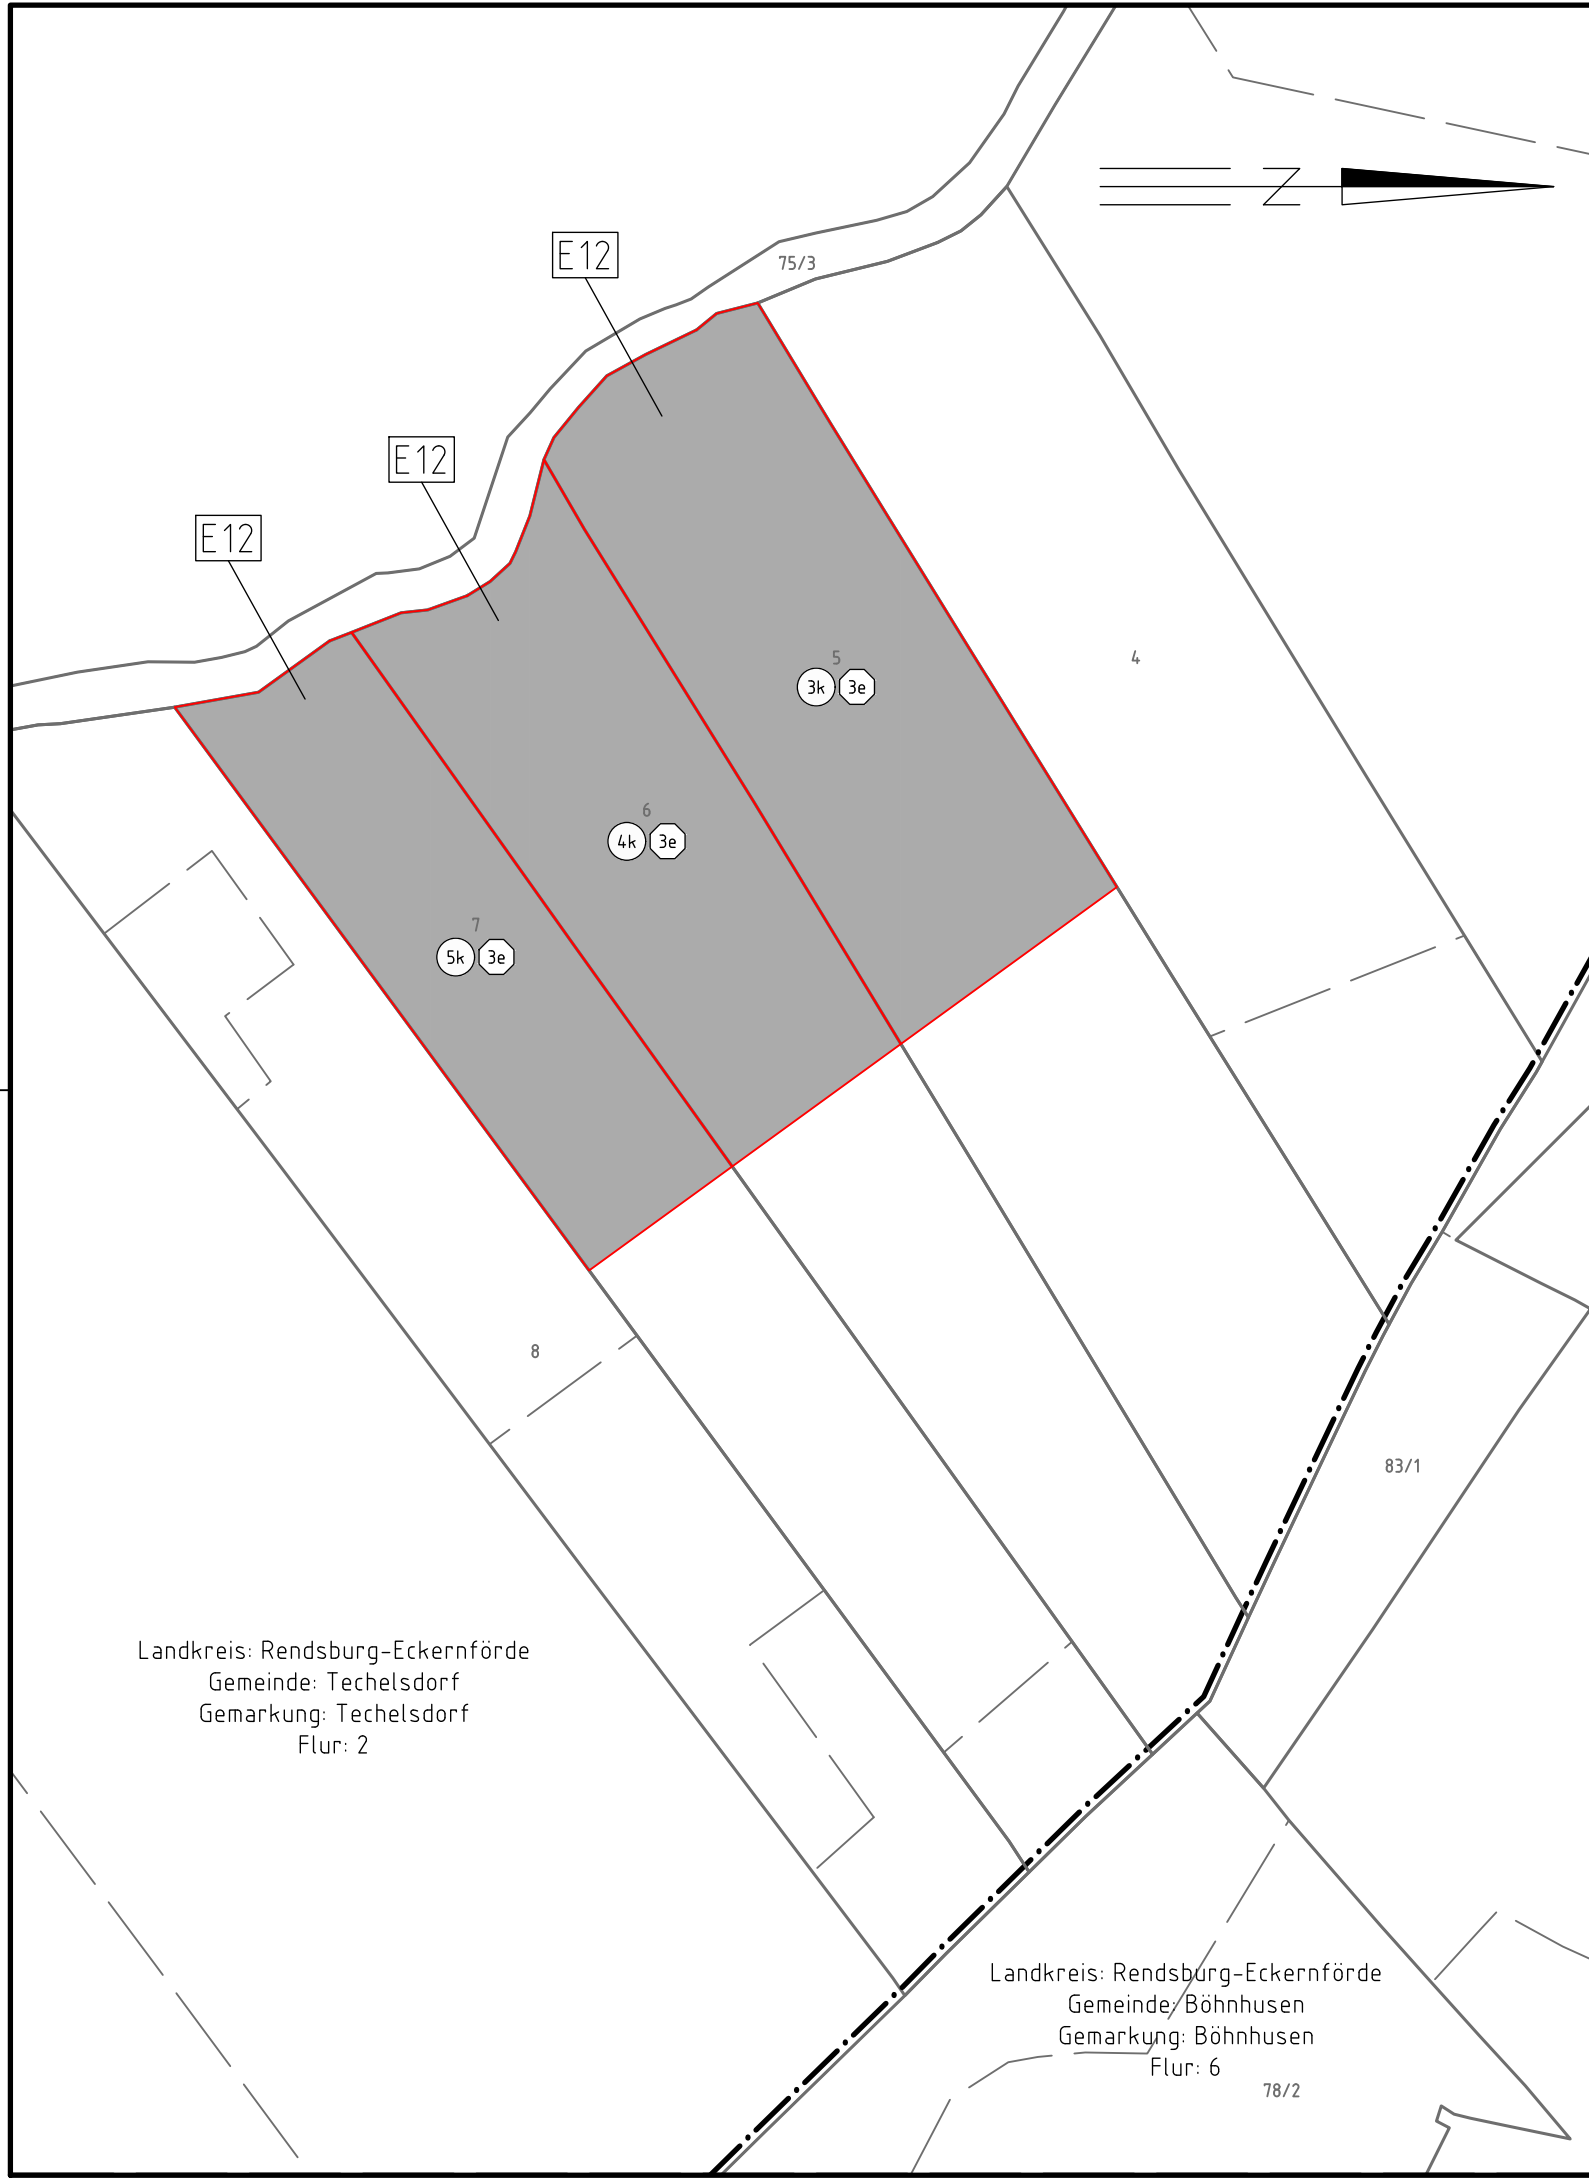 N
E12
75/3
E12
E12
5
3k 3e
4
6
4k 3e
7
5k 3e
8
83/1
Landkreis: Rendsburg-Eckernförde
Gemeinde: Techelsdorf
Gemarkung: Techelsdorf
Flur: 2
Landkreis: Rendsburg-Eckernförde
Gemeinde: Böhnhusen
Gemarkung: Böhnhusen
Flur: 6
78/2